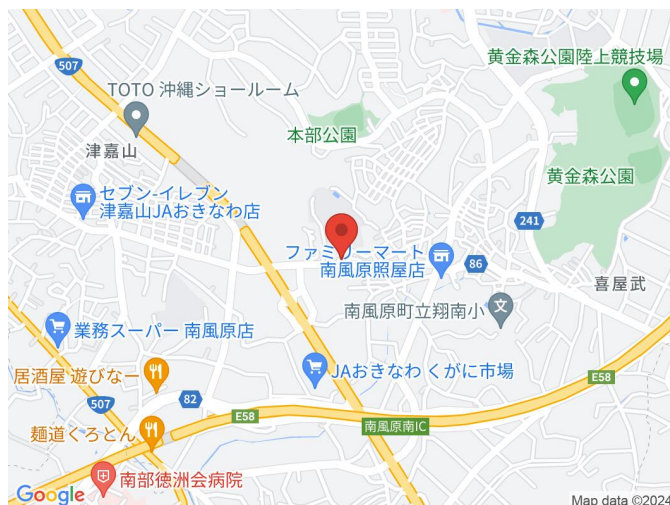 507
黄金森公園陸上競技場
TOTO 沖縄ショールーム
本部公園
津嘉山
黄金森公園
セブン-イレブン
津嘉山JAおきなわ店
241
ファミリーマート
南風原照屋店
86
喜屋武
南風原町立翔南小
文
業務スーパー 南風原店
JAおきなわ くがに市場
居酒屋 遊びなー
E58
82
507
E58
麺道くろとん
南風原南IC
南部徳洲会病院
Google
Map data ©2024